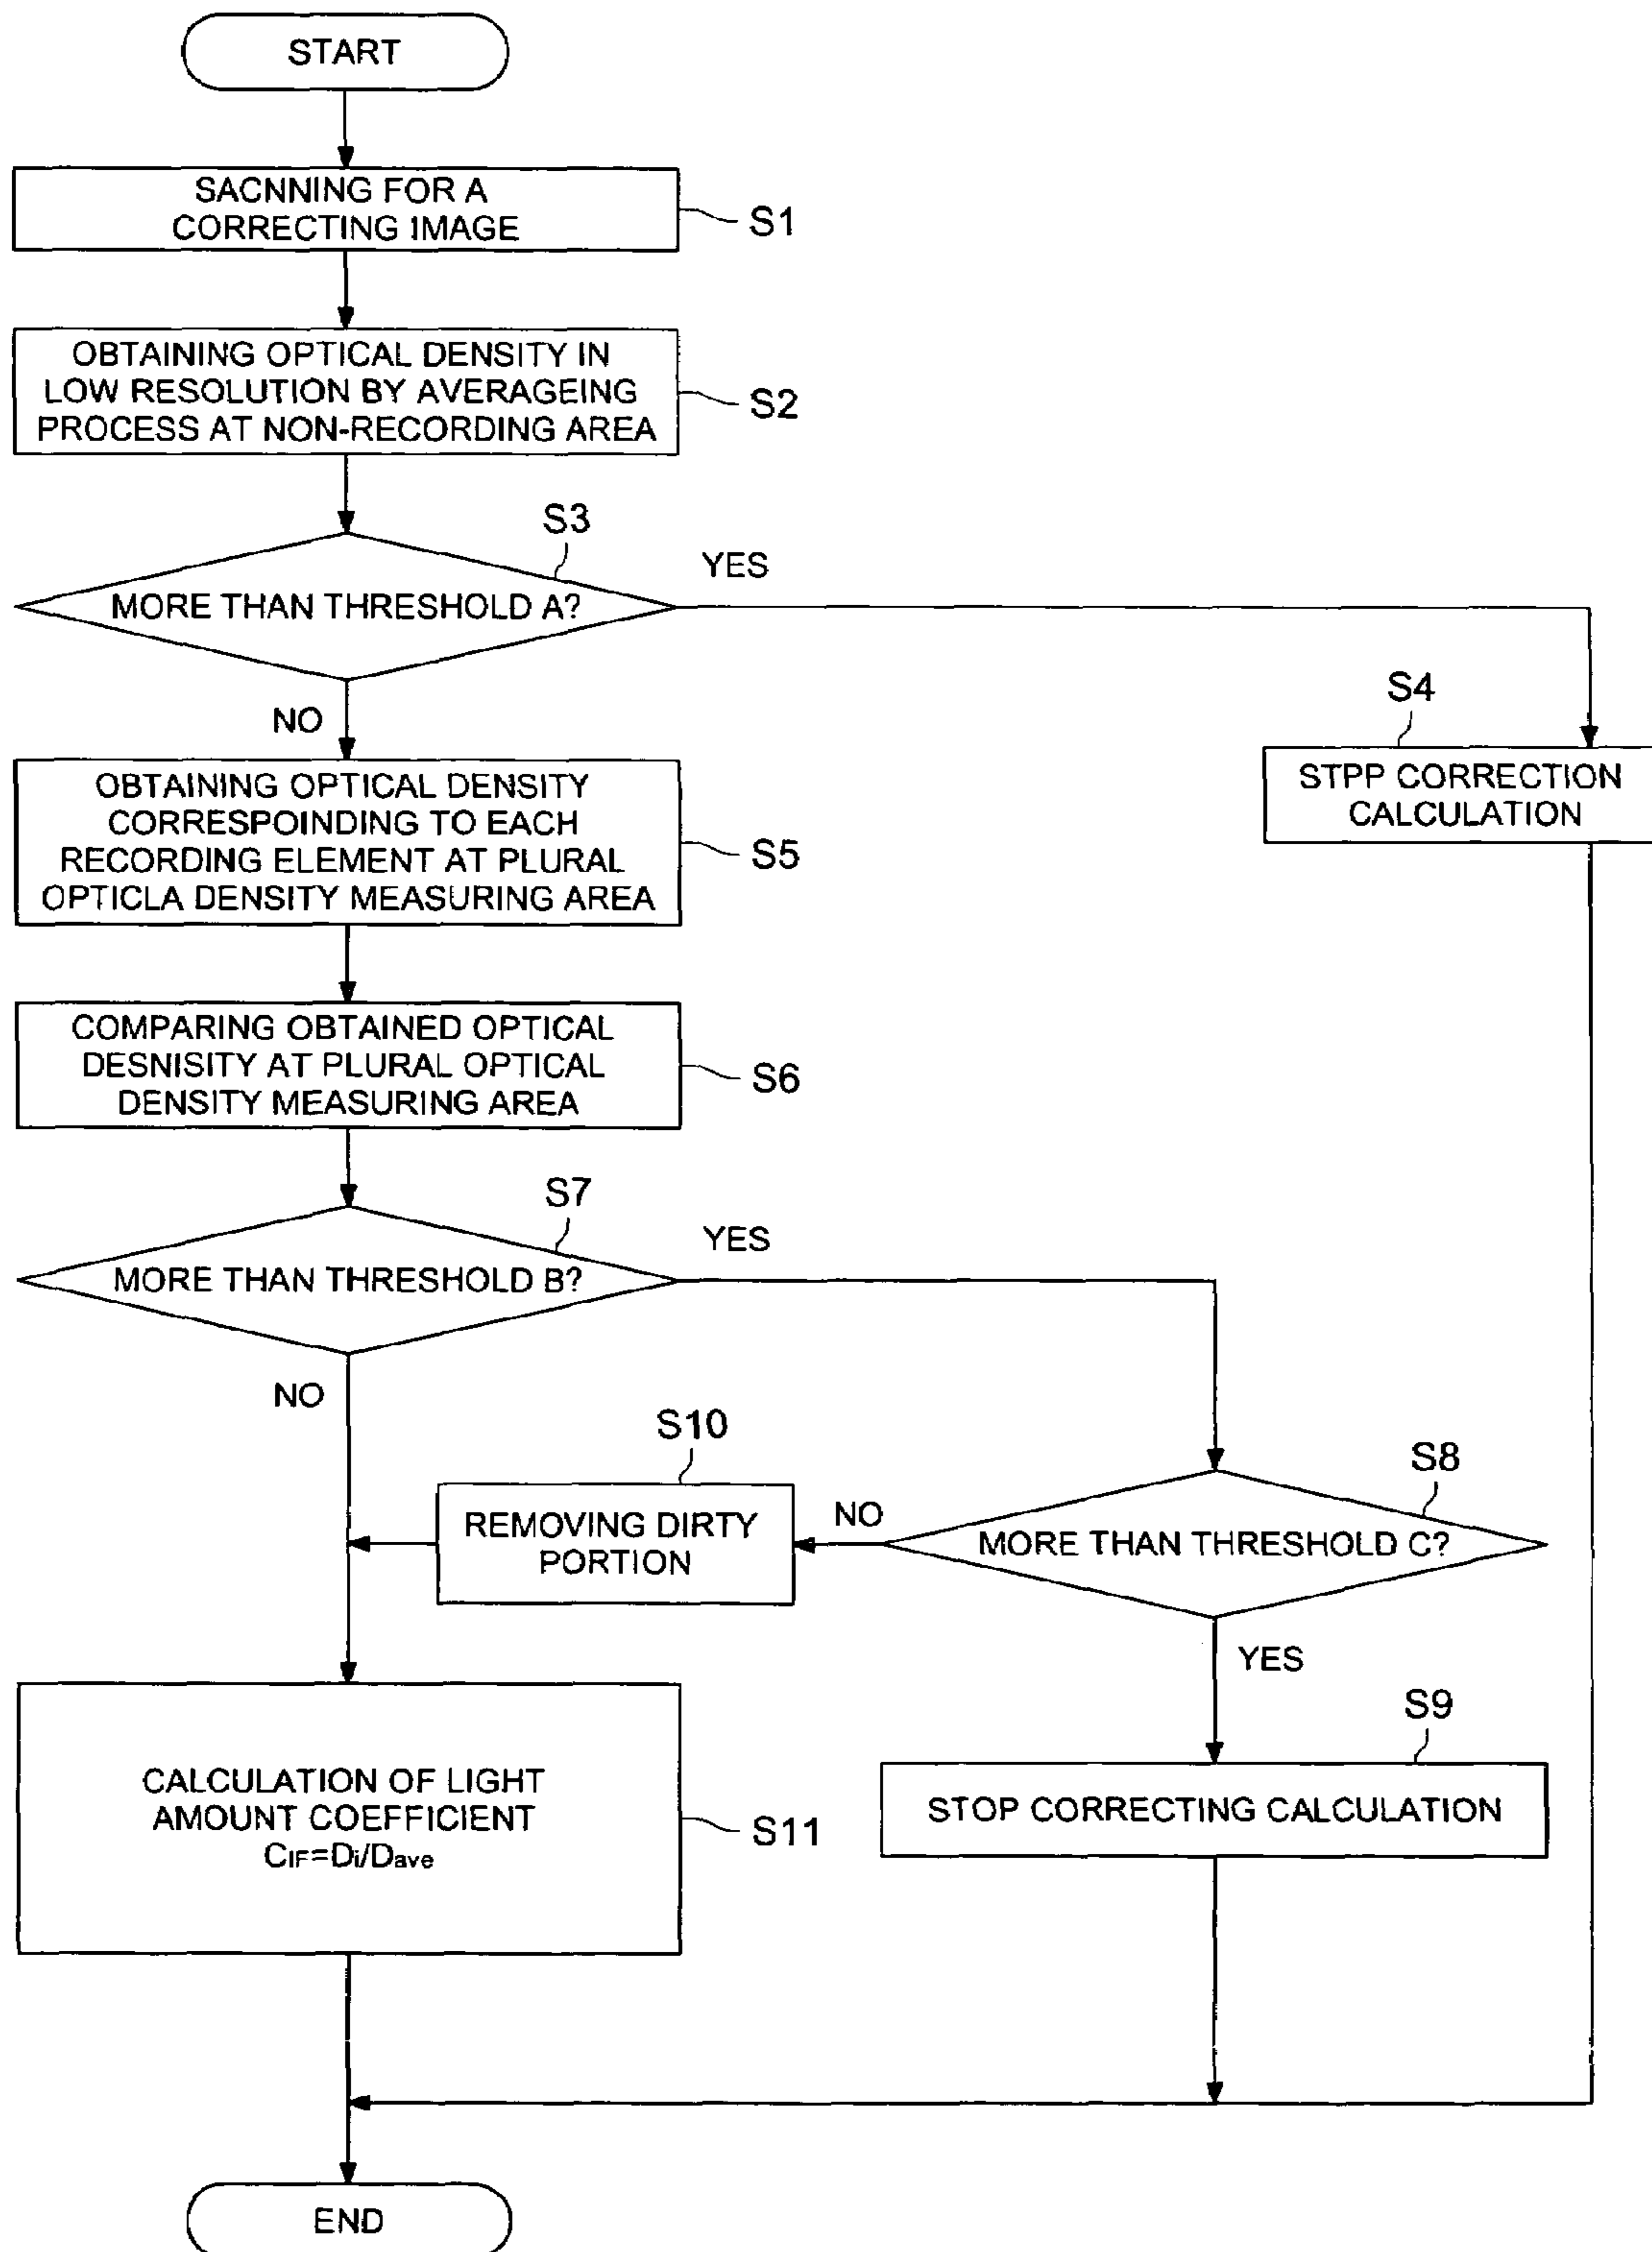 START
SACNNING FOR A
CORRECTING IMAGE
S1
OBTAINING OPTICAL DENSITY IN
LOW RESOLUTION BY AVERAGEING
PROCESS AT NON-RECORDING AREA
S2
S3
MORE THAN THRESHOLD A?
YES
NO
S4
STPP CORRECTION
CALCULATION
OBTAINING OPTICAL DENSITY
CORRESPOINDING TO EACH
RECORDING ELEMENT AT PLURAL
OPTICLA DENSITY MEASURING AREA
S5
COMPARING OBTAINED OPTICAL
DESNISITY AT PLURAL OPTICAL
DENSITY MEASURING AREA
S6
S7
MORE THAN THRESHOLD B?
YES
NO
S8
MORE THAN THRESHOLD C?
NO
YES
S10
REMOVING DIRTY
PORTION
S9
STOP CORRECTING CALCULATION
CALCULATION OF LIGHT
AMOUNT COEFFICIENT
CIF=Di/Dave
S11
END